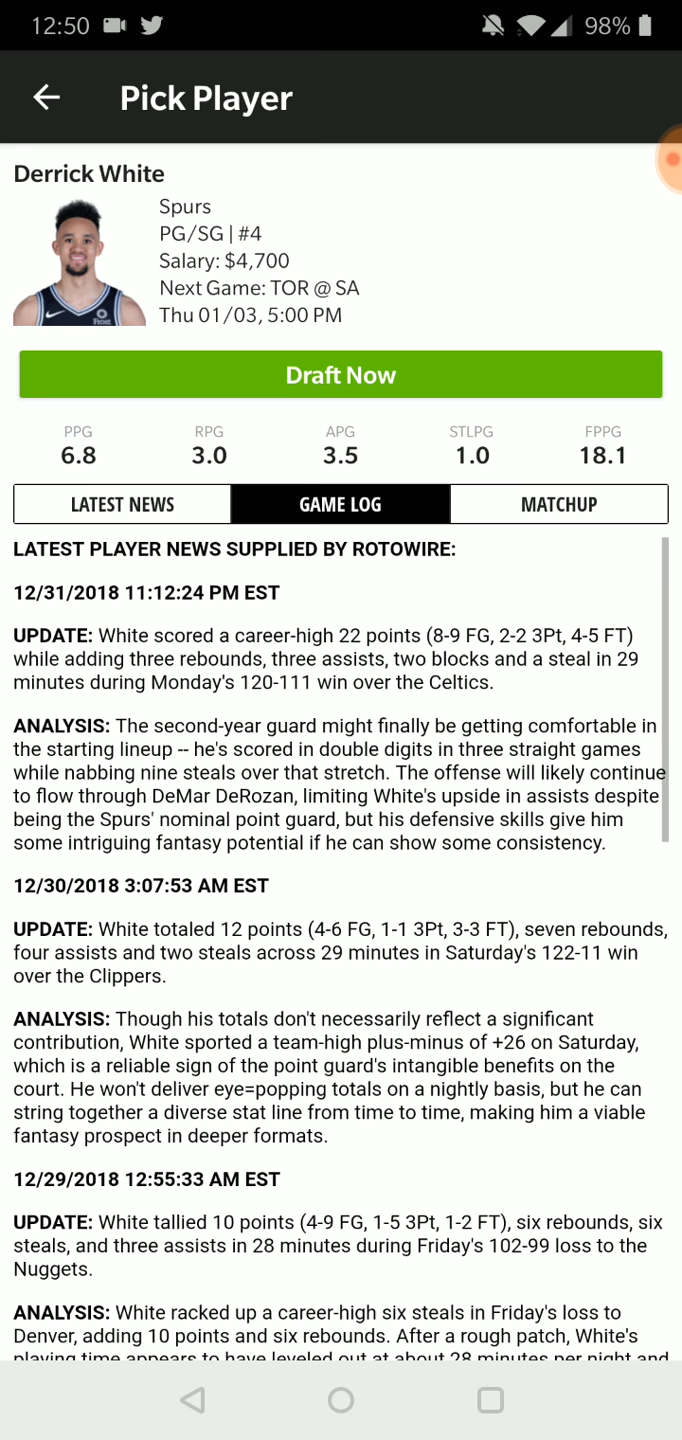 12:50
98%
Pick Player
Derrick White
Spurs
PG/SG | #4
Salary: $4,700
Next Game: TOR @ SA
Thu 01/03, 5:00 PM
Frost
Draft Now
PPG RPG APG STLPG FPPG
6.8 3.0 3.5 1.0 18.1
LATEST NEWS GAME LOG MATCHUP
LATEST PLAYER NEWS SUPPLIED BY ROTOWIRE:
12/31/2018 11:12:24 PM EST
UPDATE: White scored a career-high 22 points (8-9 FG, 2-2 3Pt, 4-5 FT)
while adding three rebounds, three assists, two blocks and a steal in 29
minutes during Monday's 120-111 win over the Celtics.
ANALYSIS: The second-year guard might finally be getting comfortable in
the starting lineup -- he's scored in double digits in three straight games
while nabbing nine steals over that stretch. The offense will likely continue
to flow through DeMar DeRozan, limiting White's upside in assists despite
being the Spurs' nominal point guard, but his defensive skills give him
some intriguing fantasy potential if he can show some consistency.
12/30/2018 3:07:53 AM EST
UPDATE: White totaled 12 points (4-6 FG, 1-1 3Pt, 3-3 FT), seven rebounds,
four assists and two steals across 29 minutes in Saturday's 122-11 win
over the Clippers.
ANALYSIS: Though his totals don't necessarily reflect a significant
contribution, White sported a team-high plus-minus of +26 on Saturday,
which is a reliable sign of the point guard's intangible benefits on the
court. He won't deliver eye=popping totals on a nightly basis, but he can
string together a diverse stat line from time to time, making him a viable
fantasy prospect in deeper formats.
12/29/2018 12:55:33 AM EST
UPDATE: White tallied 10 points (4-9 FG, 1-5 3Pt, 1-2 FT), six rebounds, six
steals, and three assists in 28 minutes during Friday's 102-99 loss to the
Nuggets.
ANALYSIS: White racked up a career-high six steals in Friday's loss to
Denver, adding 10 points and six rebounds. After a rough patch, White's
playing time appears to have leveled out at about 28 minutes per night and